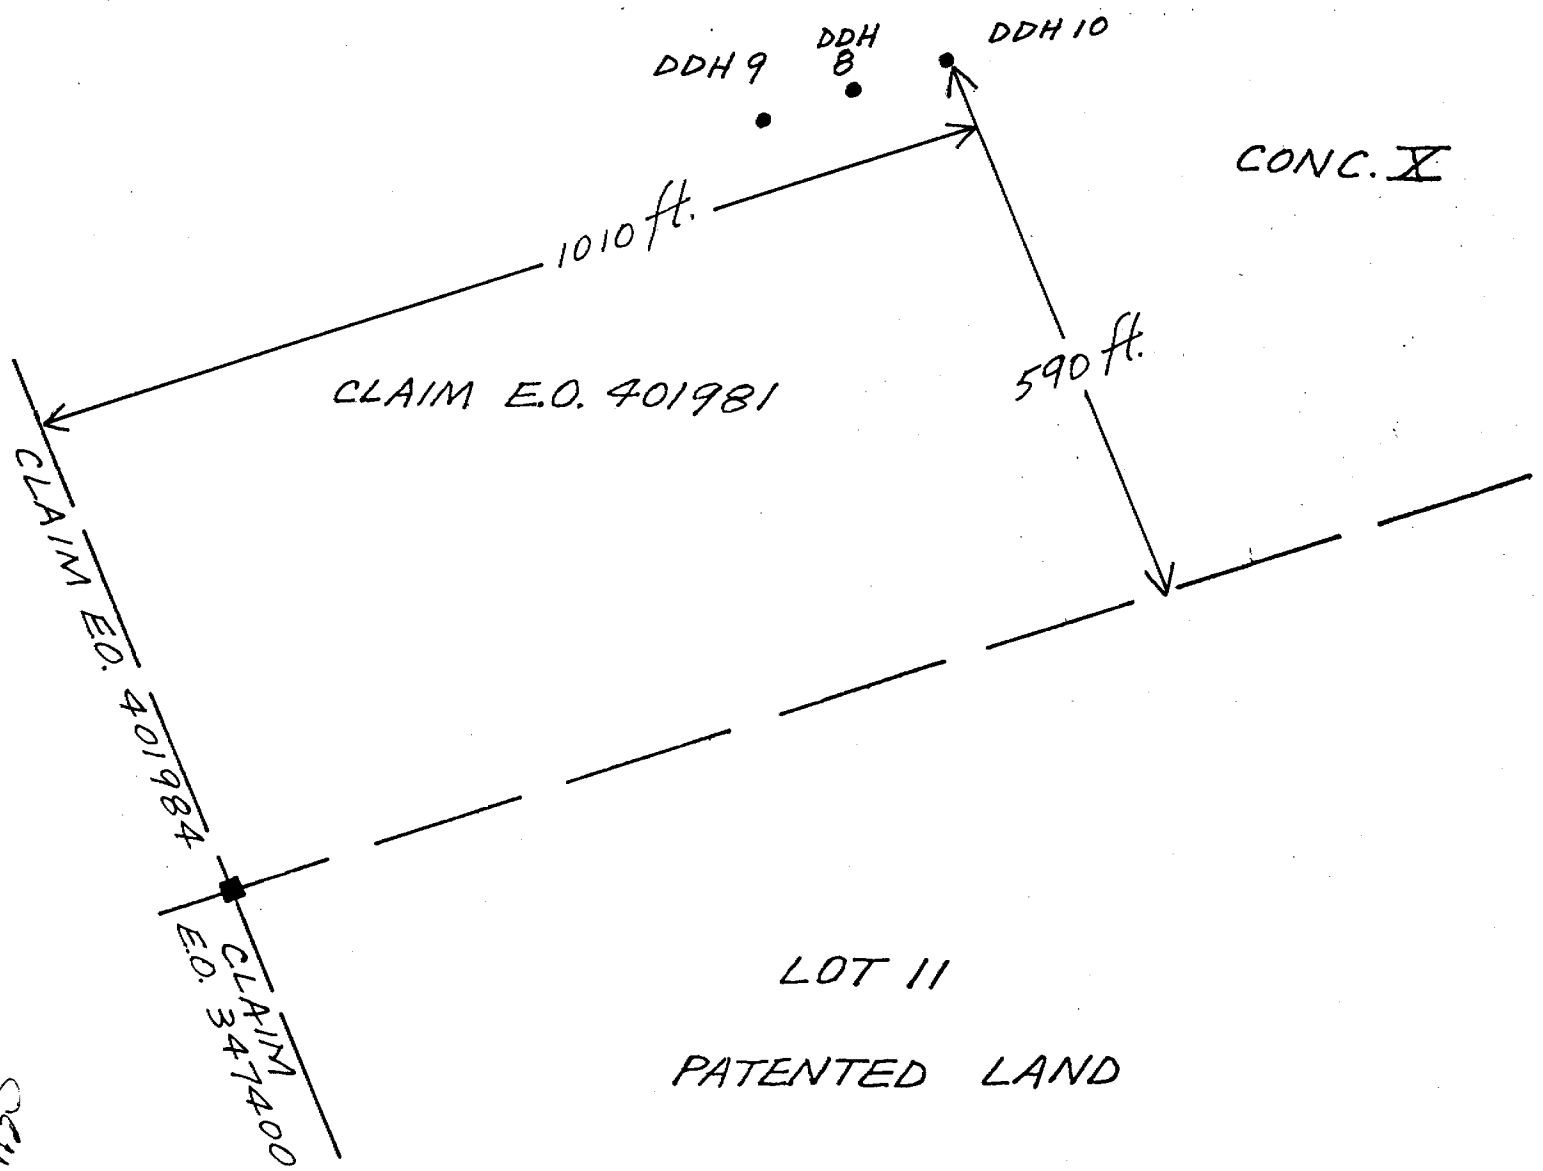 DDH 9
DDH
8
DDH 10
CONC. X
1010 ft.
590 ft.
CLAIM E.O. 401981
CLAIM E.O. 401984
CLAIM
E.O. 347400
LOT 11
PATENTED LAND